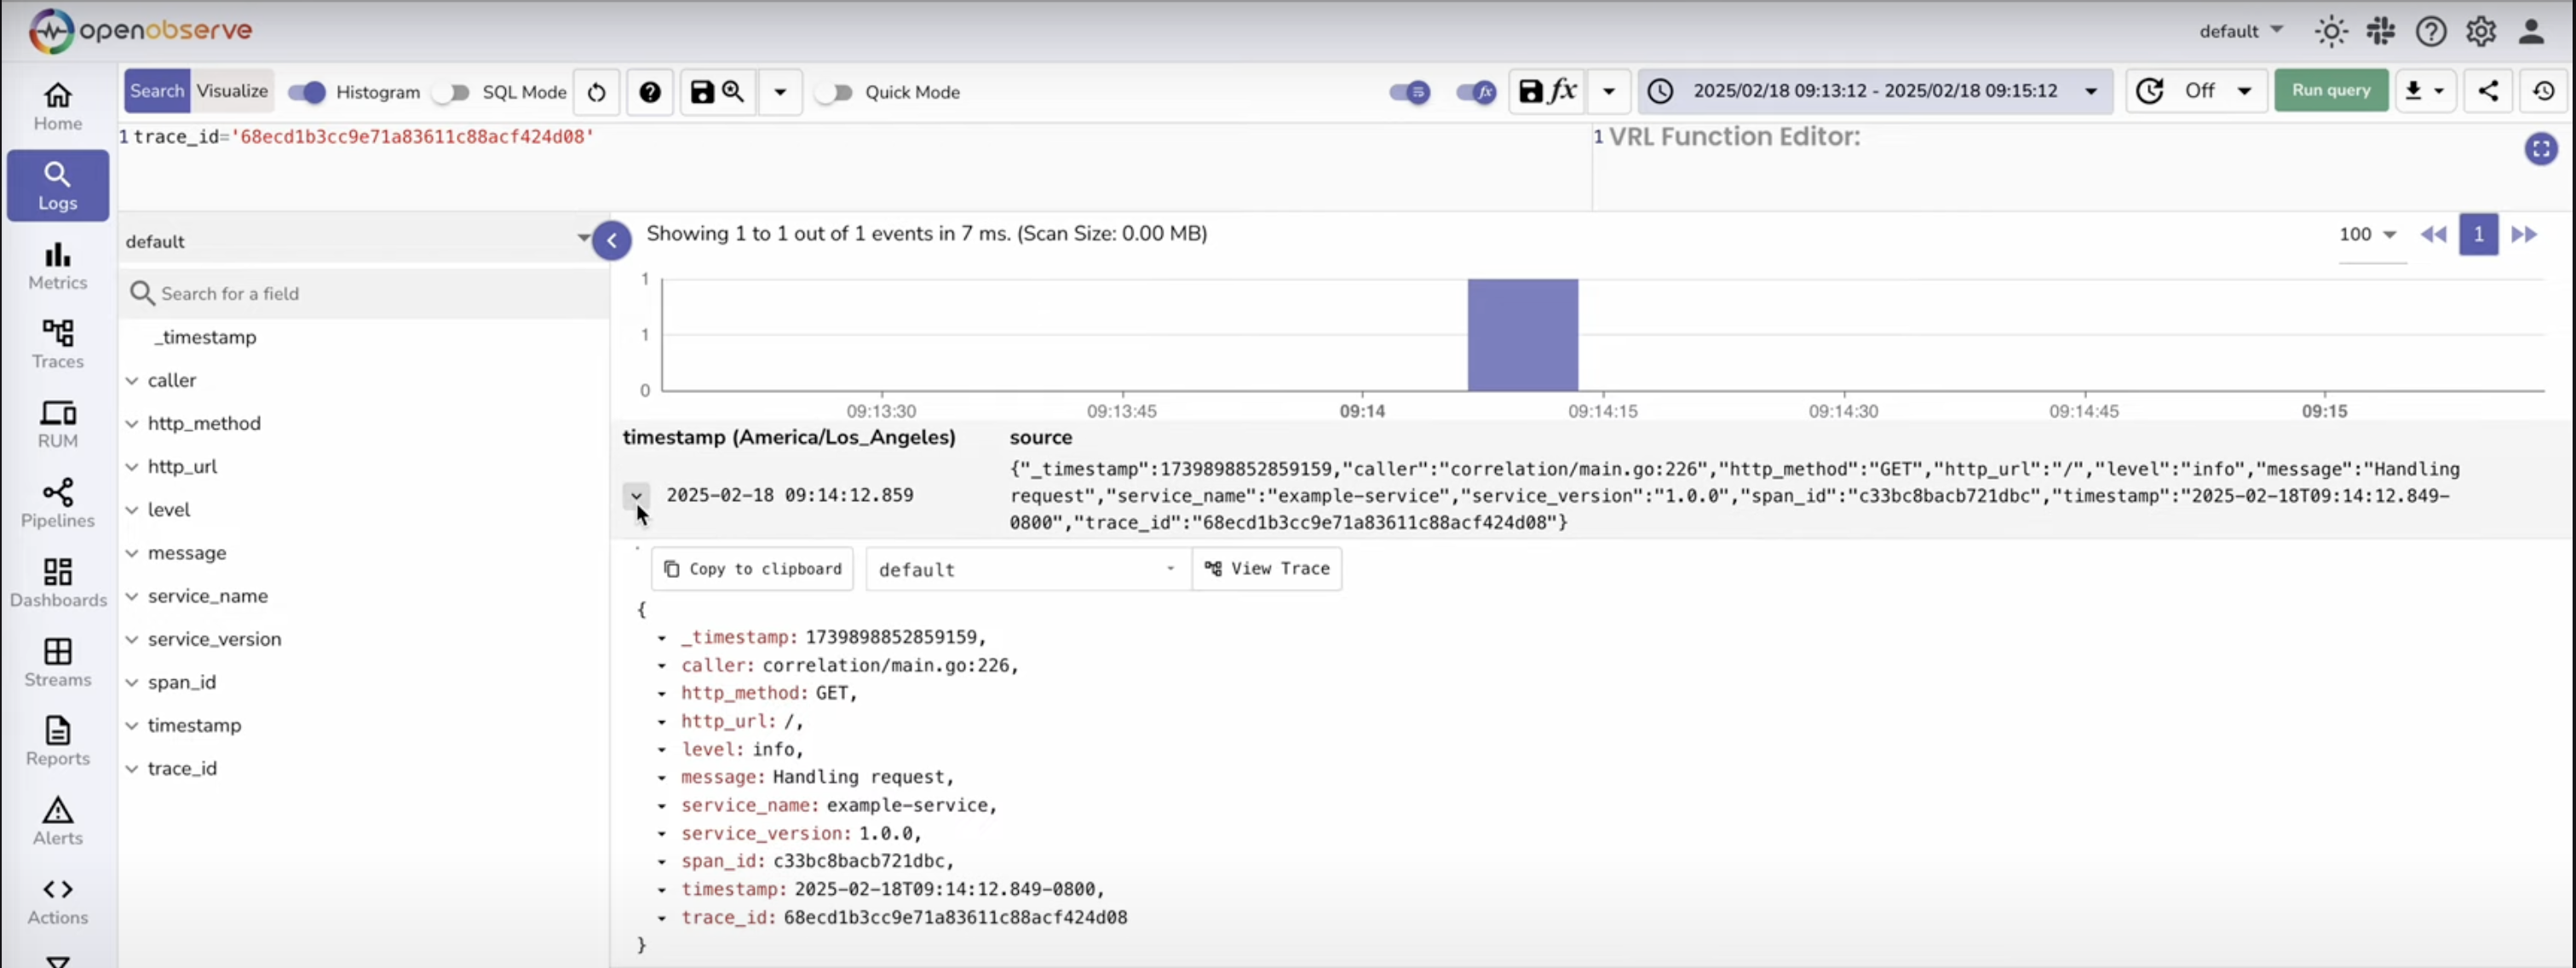 openobserve
default
Search Visualize Histogram SQL Mode Quick Mode fx fx 2025/02/18 09:13:12 - 2025/02/18 09:15:12 Off Run query
1 trace_id='68ecd1b3cc9e71a83611c88acf424d08'
1 VRL Function Editor:
Home
Logs
Metrics
Traces
RUM
Pipelines
Dashboards
Streams
Reports
Alerts
Actions
default
Search for a field
_timestamp
caller
http_method
http_url
level
message
service_name
service_version
span_id
timestamp
trace_id
Showing 1 to 1 out of 1 events in 7 ms. (Scan Size: 0.00 MB)
100 1
1
1
0
09:13:30 09:13:45 09:14 09:14:15 09:14:30 09:14:45 09:15
timestamp (America/Los_Angeles) source
2025-02-18 09:14:12.859
{"_timestamp":1739898852859159,"caller":"correlation/main.go:226","http_method":"GET","http_url":"/","level":"info","message":"Handling
request","service_name":"example-service","service_version":"1.0.0","span_id":"c33bc8bacb721dbc","timestamp":"2025-02-18T09:14:12.849-
0800","trace_id":"68ecd1b3cc9e71a83611c88acf424d08"}
Copy to clipboard default View Trace
{
_timestamp: 1739898852859159,
caller: correlation/main.go:226,
http_method: GET,
http_url: /,
level: info,
message: Handling request,
service_name: example-service,
service_version: 1.0.0,
span_id: c33bc8bacb721dbc,
timestamp: 2025-02-18T09:14:12.849-0800,
trace_id: 68ecd1b3cc9e71a83611c88acf424d08
}